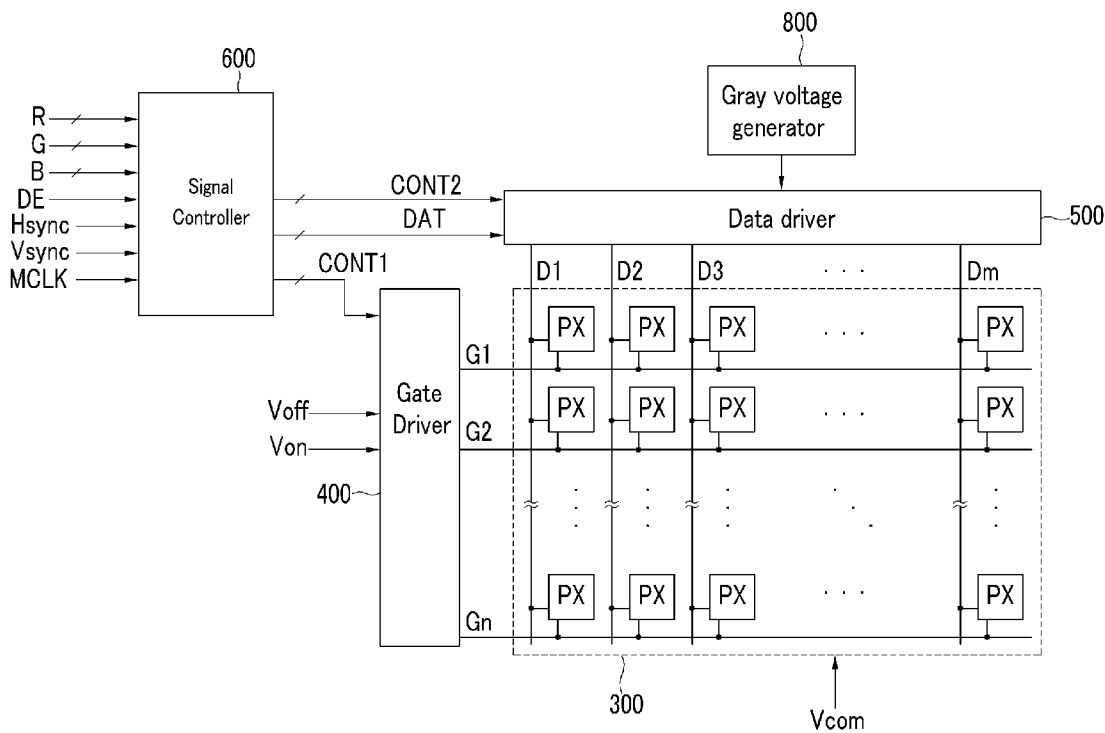 800
Gray voltage
generator
600
R
G
B
DE
Hsync
Vsync
MCLK
Signal
Controller
CONT2
DAT
CONT1
Data driver
500
D1 D2 D3 · · · Dm
PX PX PX · · · PX
G1
Gate
Driver
Voff
Von
400
PX PX PX · · · PX
G2
PX PX PX · · · PX
Gn
300
Vcom